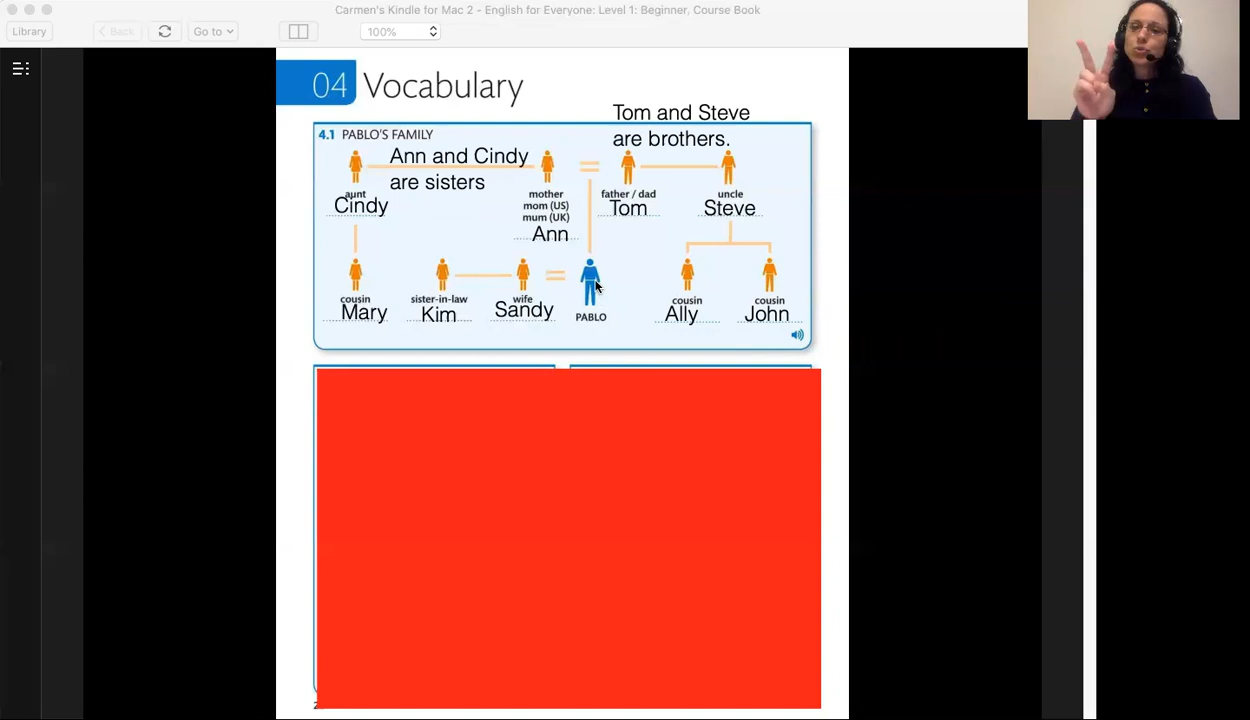 Carmen's Kindle for Mac 2 - English for Everyone: Level 1: Beginner, Course Book
Library
Back
Go to
100%
04 Vocabulary
4.1 PABLO'S FAMILY
Tom and Steve
are brothers.
Ann and Cindy
are sisters
aunt
Cindy
mother
mom (US)
mum (UK)
Ann
father / dad
Tom
uncle
Steve
cousin
Mary
sister-in-law
Kim
wife
Sandy
PABLO
cousin
Ally
cousin
John